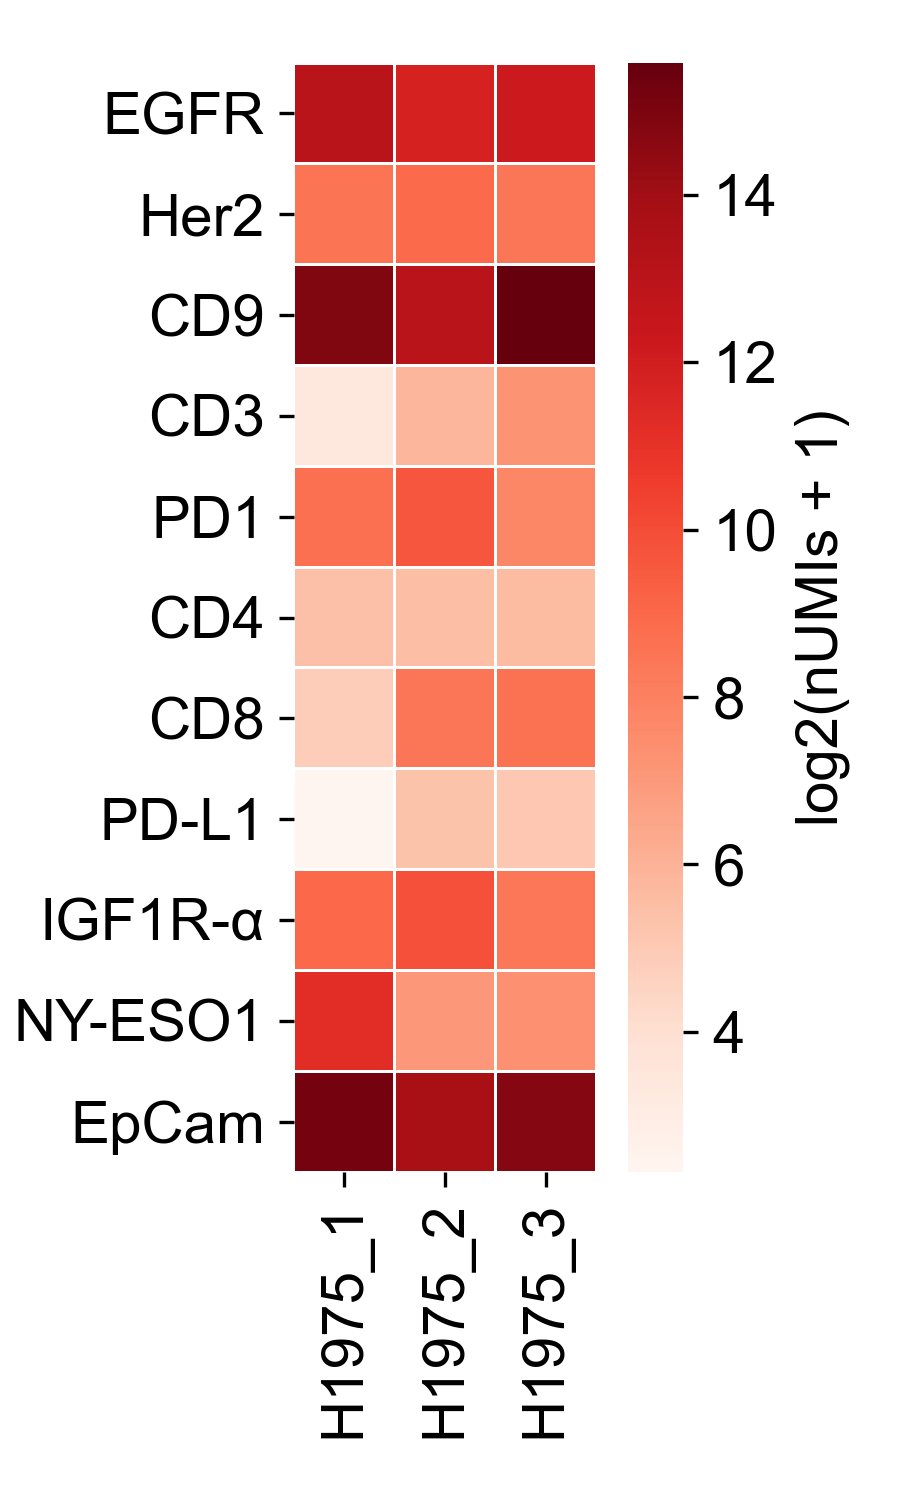 EGFR
Her2
CD9
CD3
PD1
CD4
CD8
PD-L1
IGF1R-α
NY-ESO1
EpCam
H1975_1
H1975_2
H1975_3
14
12
10
8
6
4
log2(nUMIs + 1)